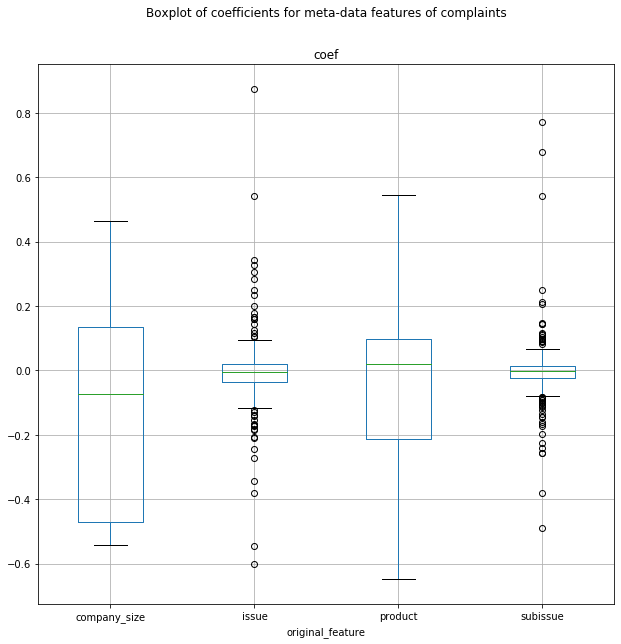 Boxplot of coefficients for meta-data features of complaints
coef
0.8
0.6
0.4
0.2
0.0
−0.2
−0.4
−0.6
company_size
issue
product
subissue
original_feature